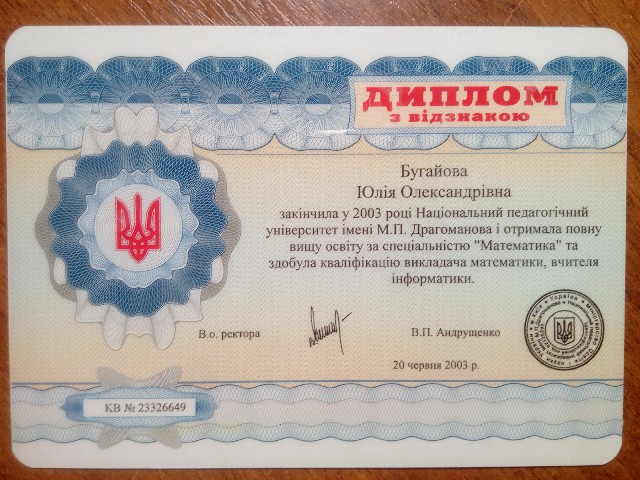 ДИПЛОМ
з відзнакою
Бугайова
Юлія Олександрівна
закінчила у 2003 році Національний педагогічний
університет імені М.П. Драгоманова і отримала повну
вищу освіту за спеціальністю "Математика" та
здобула кваліфікацію викладача математики, вчителя
інформатики.
В.о. ректора
В.П. Андрущенко
20 червня 2003 р.
КВ № 23326649